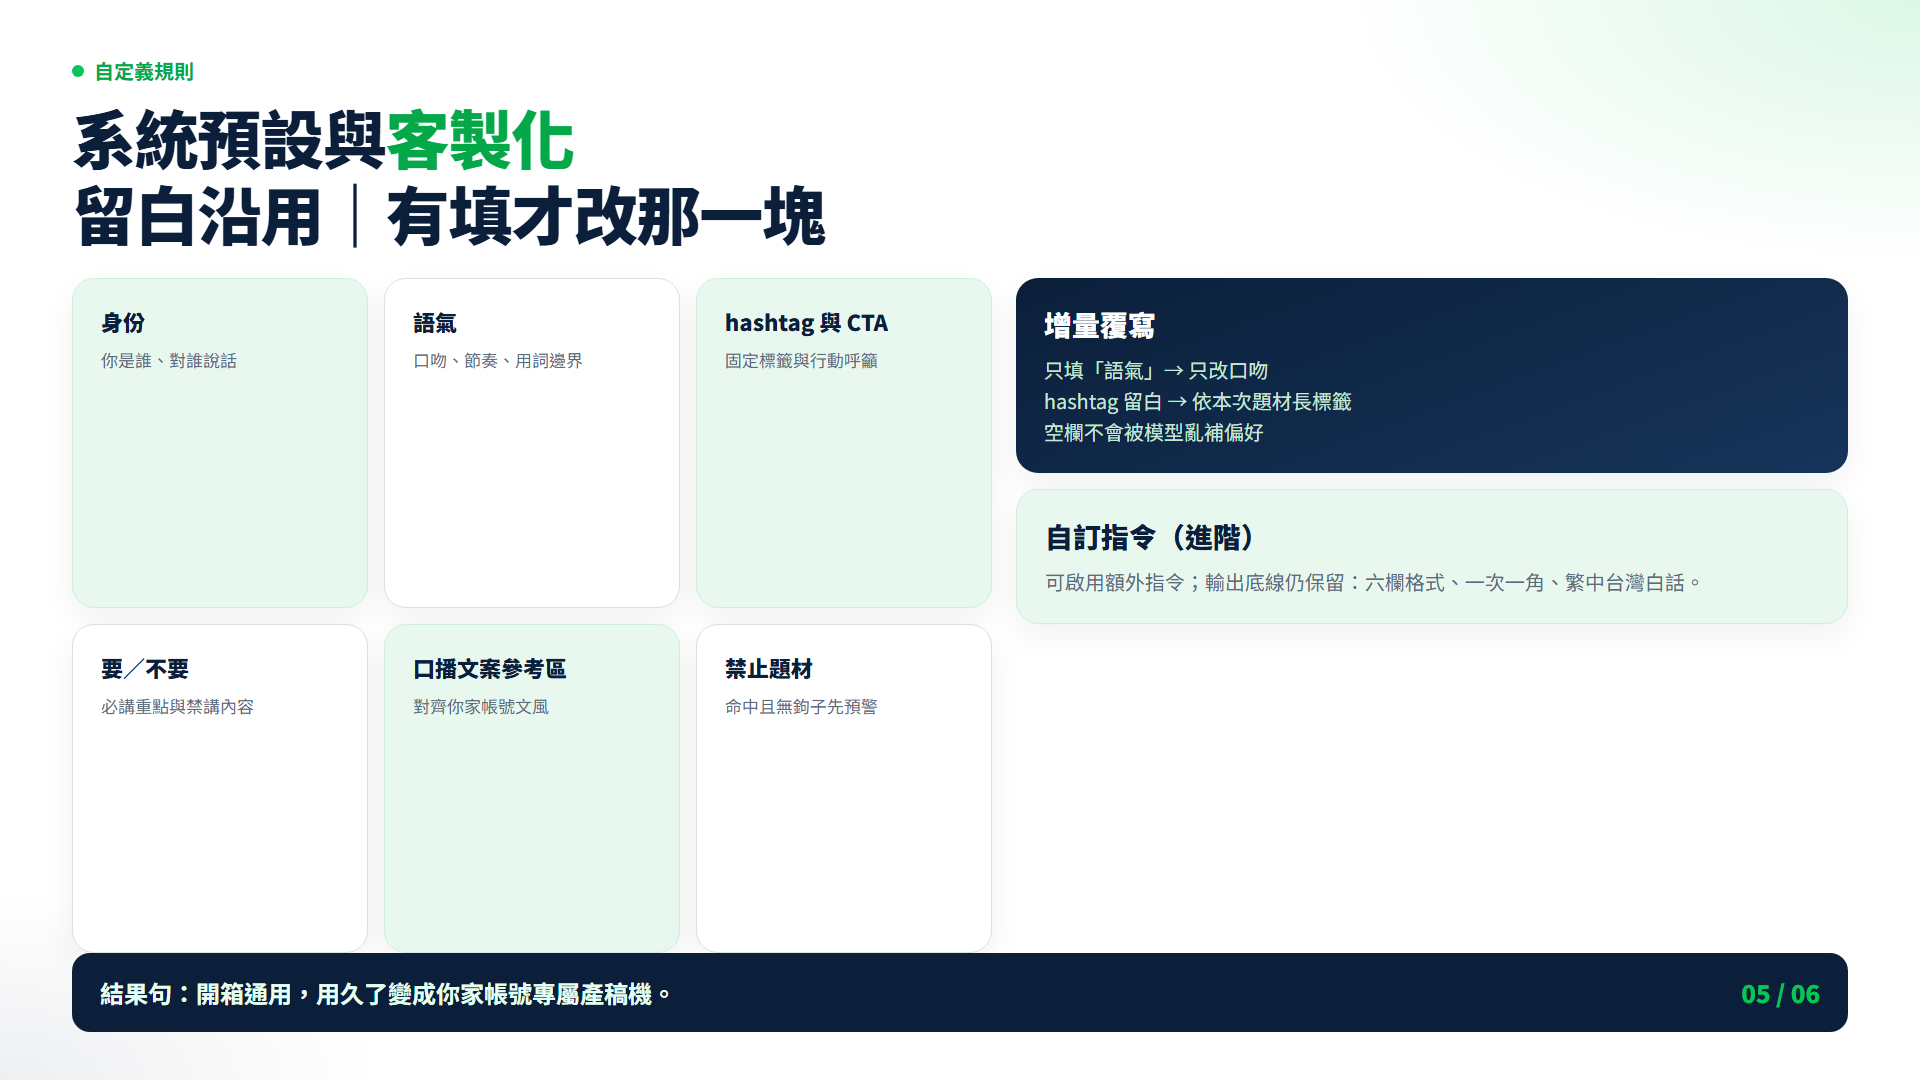 自定義規則
系統預設與客製化
留白沿用｜有填才改那一塊
身份
你是誰、對誰說話
語氣
口吻、節奏、用詞邊界
hashtag 與 CTA
固定標籤與行動呼籲
要／不要
必講重點與禁講內容
口播文案參考區
對齊你家帳號文風
禁止題材
命中且無鉤子先預警
增量覆寫
只填「語氣」→ 只改口吻
hashtag 留白 → 依本次題材長標籤
空欄不會被模型亂補偏好
自訂指令（進階）
可啟用額外指令；輸出底線仍保留：六欄格式、一次一角、繁中台灣白話。
結果句：開箱通用，用久了變成你家帳號專屬產稿機。
05 / 06